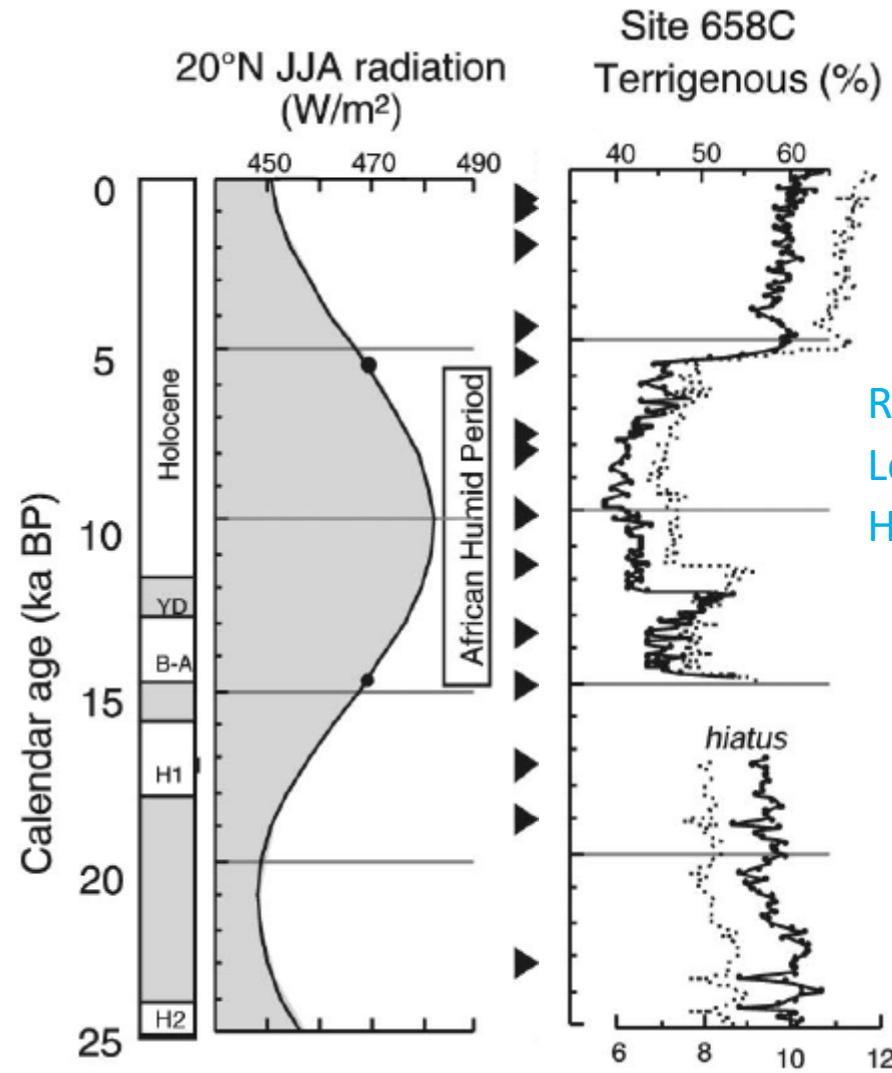 Site 658C
20°N JJA radiation
(W/m²)
Terrigenous (%)
450 470 490
40 50 60
0
5
10
15
20
25
Calendar age (ka BP)
Holocene
YD
B-A
H1
H2
African Humid Period
hiatus
6 8 10 12
R
Le
H